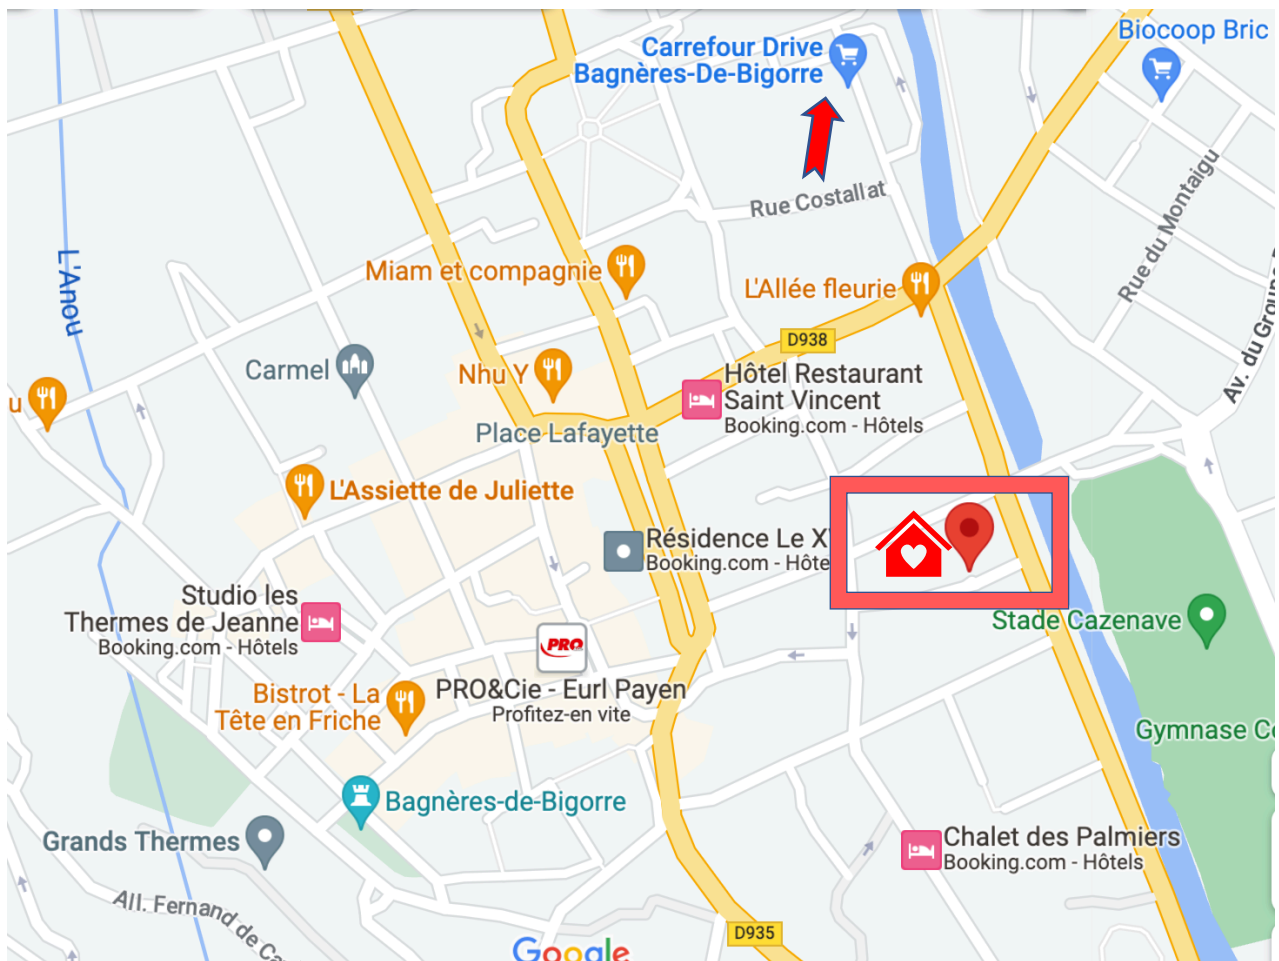 Biocoop Bric
Carrefour Drive
Bagnères-De-Bigorre
Rue Costallat
Rue du Montaigu
L'Anou
Miam et compagnie
L'Allée fleurie
D938
Av. du Groupe
Carmel
Nhu Y
Hôtel Restaurant
Saint Vincent
Booking.com - Hôtels
u
Place Lafayette
L'Assiette de Juliette
Résidence Le X
Booking.com - Hôte
Studio les
Thermes de Jeanne
Booking.com - Hôtels
Stade Cazenave
PRO
PRO&Cie - Eurl Payen
Profitez-en vite
Bistrot - La
Tête en Friche
Gymnase Co
Bagnères-de-Bigorre
Grands Thermes
Chalet des Palmiers
Booking.com - Hôtels
All. Fernand de Ca
D935
Google